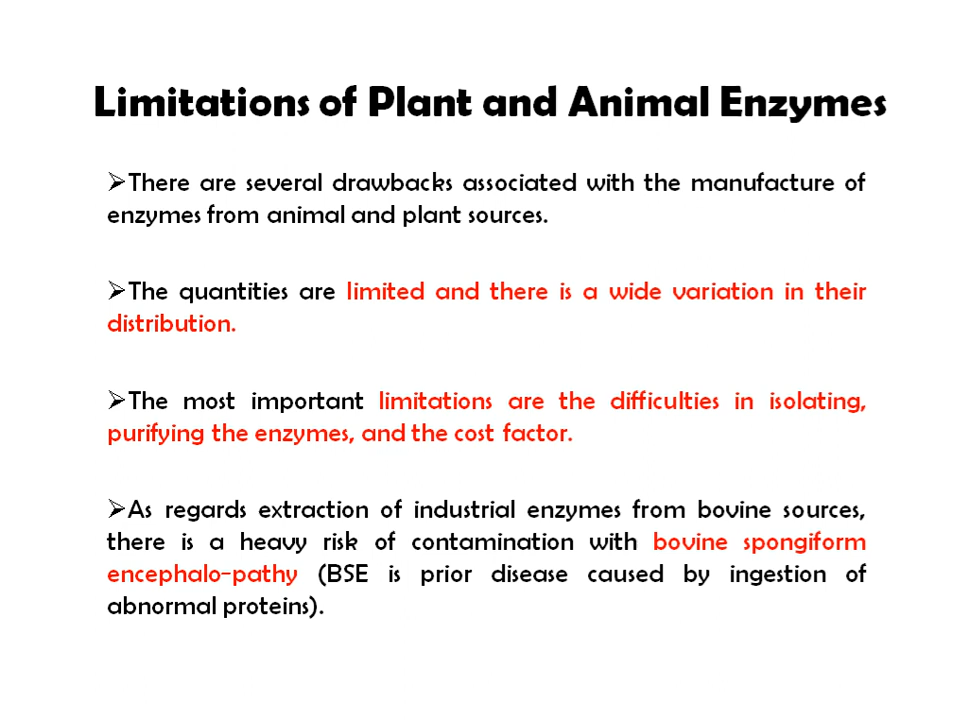 Limitations of Plant and Animal Enzymes
➢There are several drawbacks associated with the manufacture of
enzymes from animal and plant sources.
➢The quantities are limited and there is a wide variation in their
distribution.
➢The most important limitations are the difficulties in isolating,
purifying the enzymes, and the cost factor.
➢As regards extraction of industrial enzymes from bovine sources,
there is a heavy risk of contamination with bovine spongiform
encephalo-pathy (BSE is prior disease caused by ingestion of
abnormal proteins).